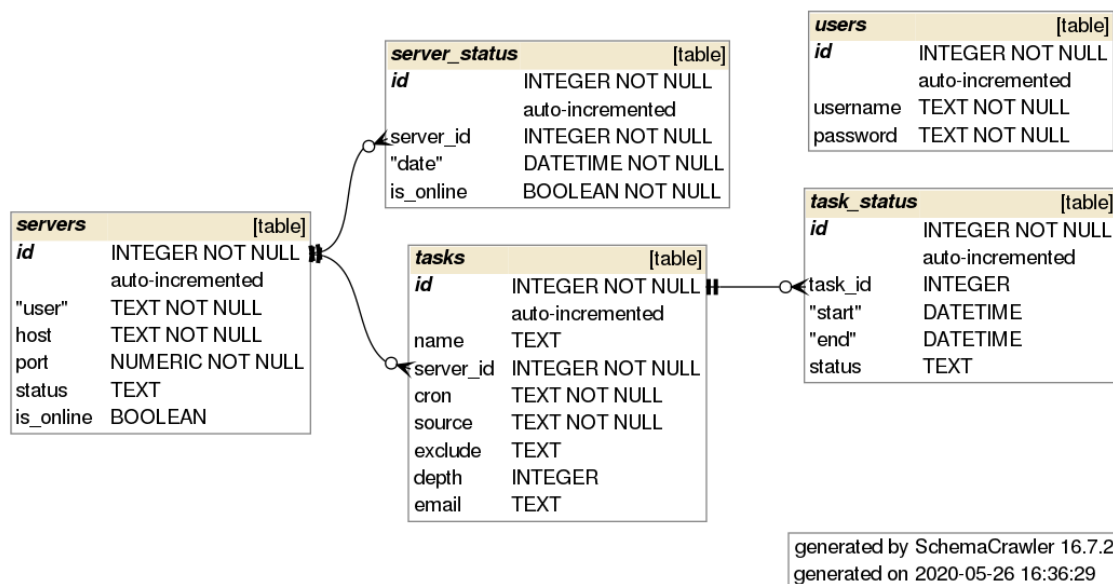 users [table]
id INTEGER NOT NULL
auto-incremented
username TEXT NOT NULL
password TEXT NOT NULL
server_status [table]
id INTEGER NOT NULL
auto-incremented
server_id INTEGER NOT NULL
"date" DATETIME NOT NULL
is_online BOOLEAN NOT NULL
servers [table]
id INTEGER NOT NULL
auto-incremented
"user" TEXT NOT NULL
host TEXT NOT NULL
port NUMERIC NOT NULL
status TEXT
is_online BOOLEAN
tasks [table]
id INTEGER NOT NULL
auto-incremented
name TEXT
server_id INTEGER NOT NULL
cron TEXT NOT NULL
source TEXT NOT NULL
exclude TEXT
depth INTEGER
email TEXT
task_status [table]
id INTEGER NOT NULL
auto-incremented
task_id INTEGER
"start" DATETIME
"end" DATETIME
status TEXT
generated by SchemaCrawler 16.7.2
generated on 2020-05-26 16:36:29